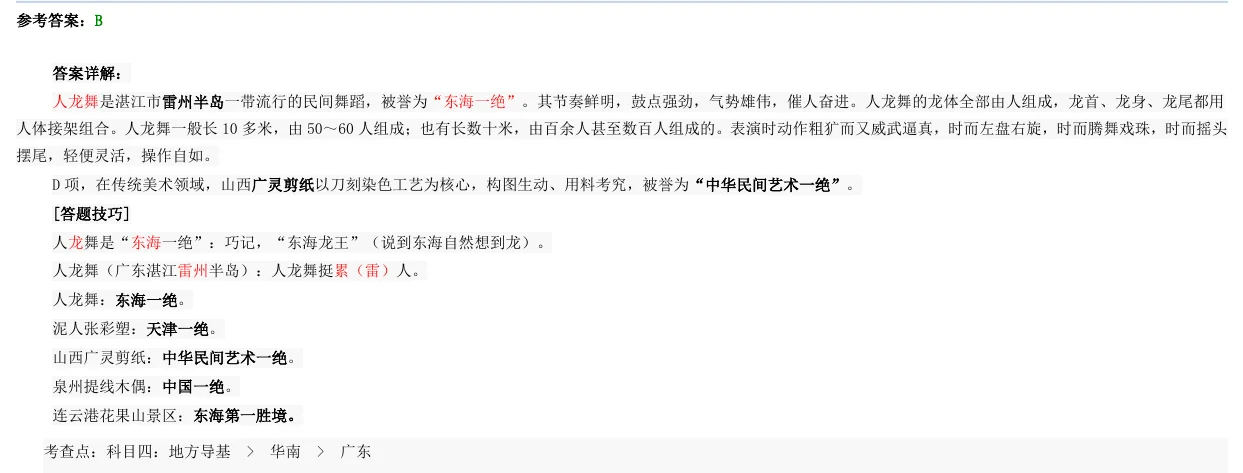 参考答案：B
答案详解：
人龙舞是湛江市雷州半岛一带流行的民间舞蹈，被誉为“东海一绝”。其节奏鲜明，鼓点强劲，气势雄伟，催人奋进。人龙舞的龙体全部由人组成，龙首、龙身、龙尾都用
人体接架组合。人龙舞一般长 10 多米，由 50～60 人组成；也有长数十米，由百余人甚至数百人组成的。表演时动作粗犷而又威武逼真，时而左盘右旋，时而腾舞戏珠，时而摇头
摆尾，轻便灵活，操作自如。
D 项，在传统美术领域，山西广灵剪纸以刀刻染色工艺为核心，构图生动、用料考究，被誉为“中华民间艺术一绝”。
[答题技巧]
人龙舞是“东海一绝”：巧记，“东海龙王”（说到东海自然想到龙）。
人龙舞（广东湛江雷州半岛）：人龙舞挺累（雷）人。
人龙舞：东海一绝。
泥人张彩塑：天津一绝。
山西广灵剪纸：中华民间艺术一绝。
泉州提线木偶：中国一绝。
连云港花果山景区：东海第一胜境。
考查点：科目四：地方导基 > 华南 > 广东